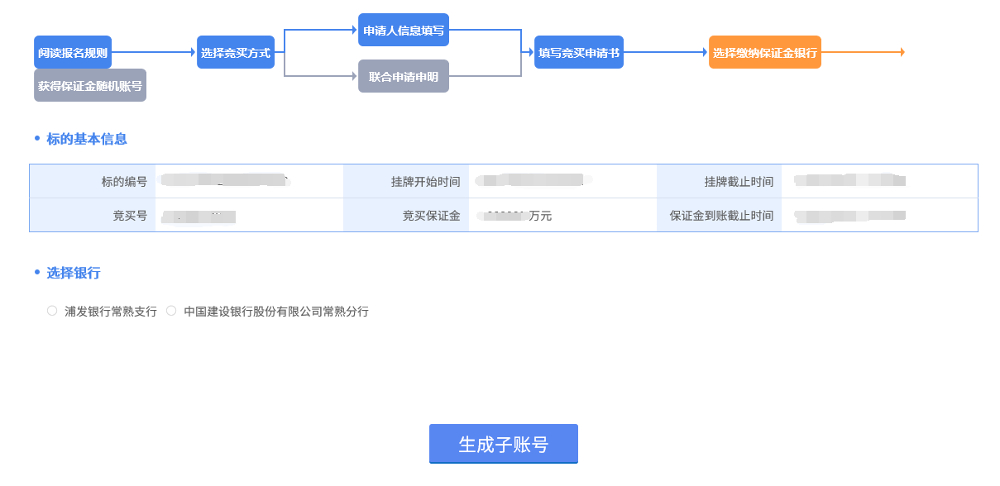 申请人信息填写
阅读报名规则
选择竞买方式
填写竞买申请书
选择缴纳保证金银行
联合申请申明
获得保证金随机账号
• 标的基本信息
标的编号
挂牌开始时间
挂牌截止时间
竞买号
竞买保证金 万元
保证金到账截止时间
• 选择银行
浦发银行常熟支行 中国建设银行股份有限公司常熟分行
生成子账号